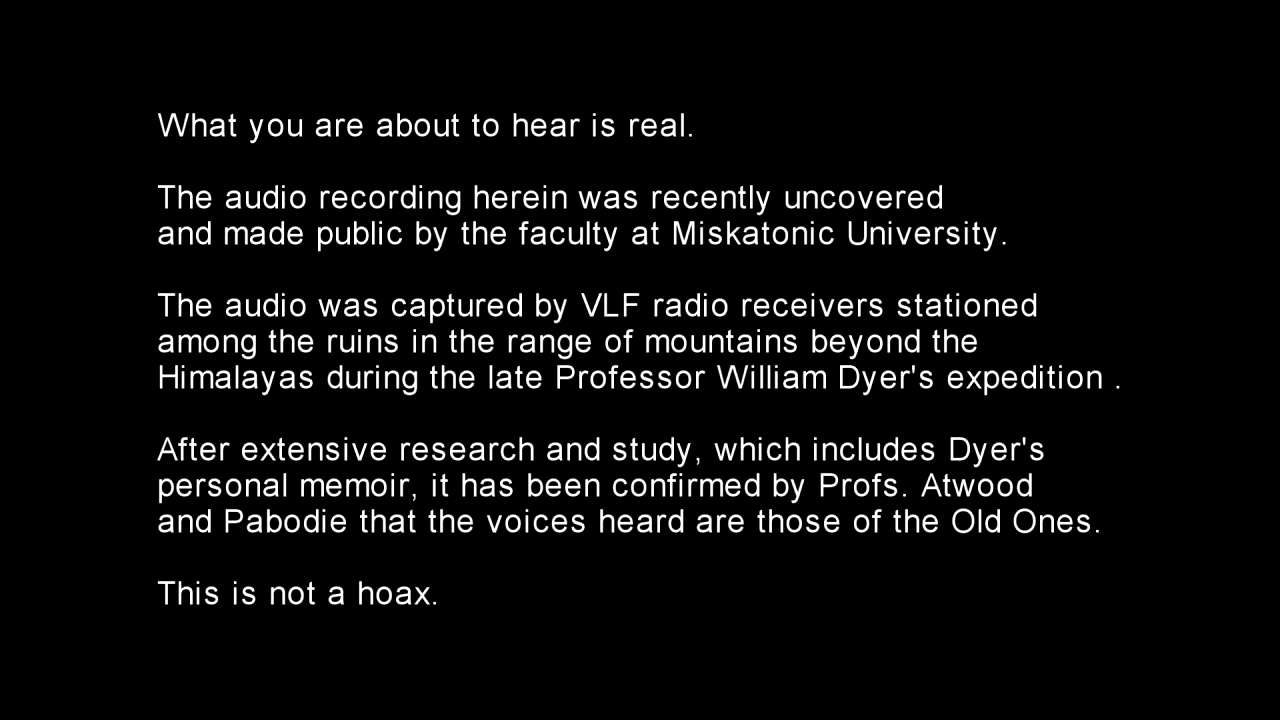 What you are about to hear is real.
The audio recording herein was recently uncovered
and made public by the faculty at Miskatonic University.
The audio was captured by VLF radio receivers stationed
among the ruins in the range of mountains beyond the
Himalayas during the late Professor William Dyer's expedition .
After extensive research and study, which includes Dyer's
personal memoir, it has been confirmed by Profs. Atwood
and Pabodie that the voices heard are those of the Old Ones.
This is not a hoax.